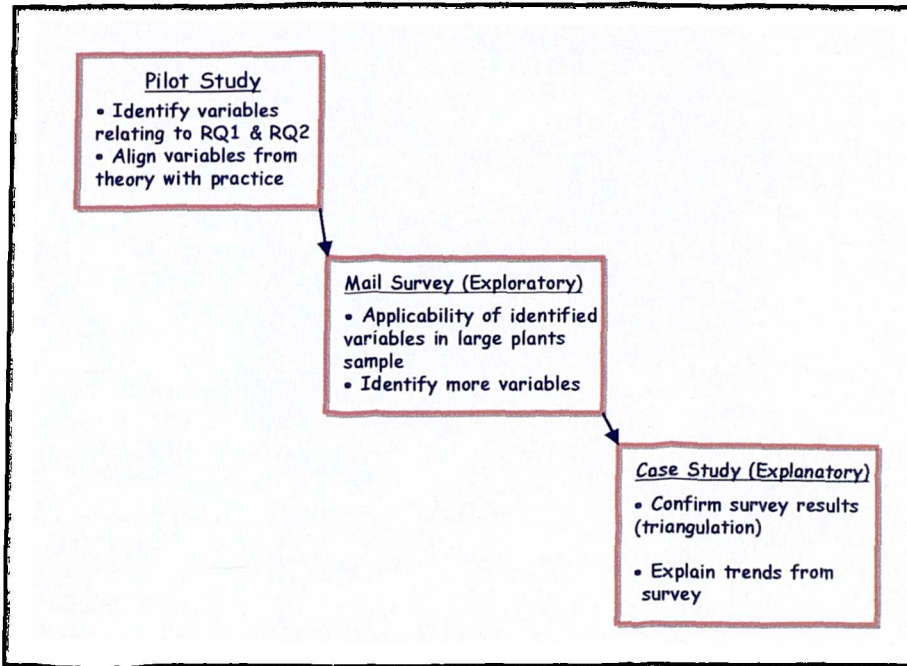 Pilot Study
• Identify variables
relating to RQ1 & RQ2
• Align variables from
theory with practice
Mail Survey (Exploratory)
• Applicability of identified
variables in large plants
sample
• Identify more variables
Case Study (Explanatory)
• Confirm survey results
(triangulation)
• Explain trends from
survey